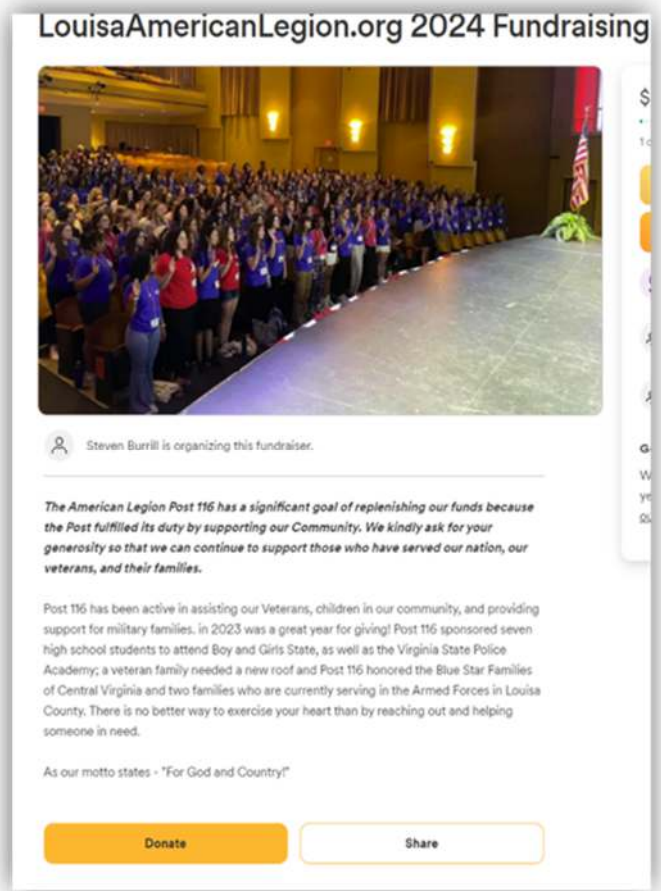 LouisaAmericanLegion.org 2024 Fundraising
$
Steven Burrill is organizing this fundraiser.
The American Legion Post 116 has a significant goal of replenishing our funds because
the Post fulfilled its duty by supporting our Community. We kindly ask for your
generosity so that we can continue to support those who have served our nation, our
veterans, and their families.
Post 116 has been active in assisting our Veterans, children in our community, and providing
support for military families. in 2023 was a great year for giving! Post 116 sponsored seven
high school students to attend Boy and Girls State, as well as the Virginia State Police
Academy; a veteran family needed a new roof and Post 116 honored the Blue Star Families
of Central Virginia and two families who are currently serving in the Armed Forces in Louisa
County. There is no better way to exercise your heart than by reaching out and helping
someone in need.
As our motto states - "For God and Country!"
Donate
Share